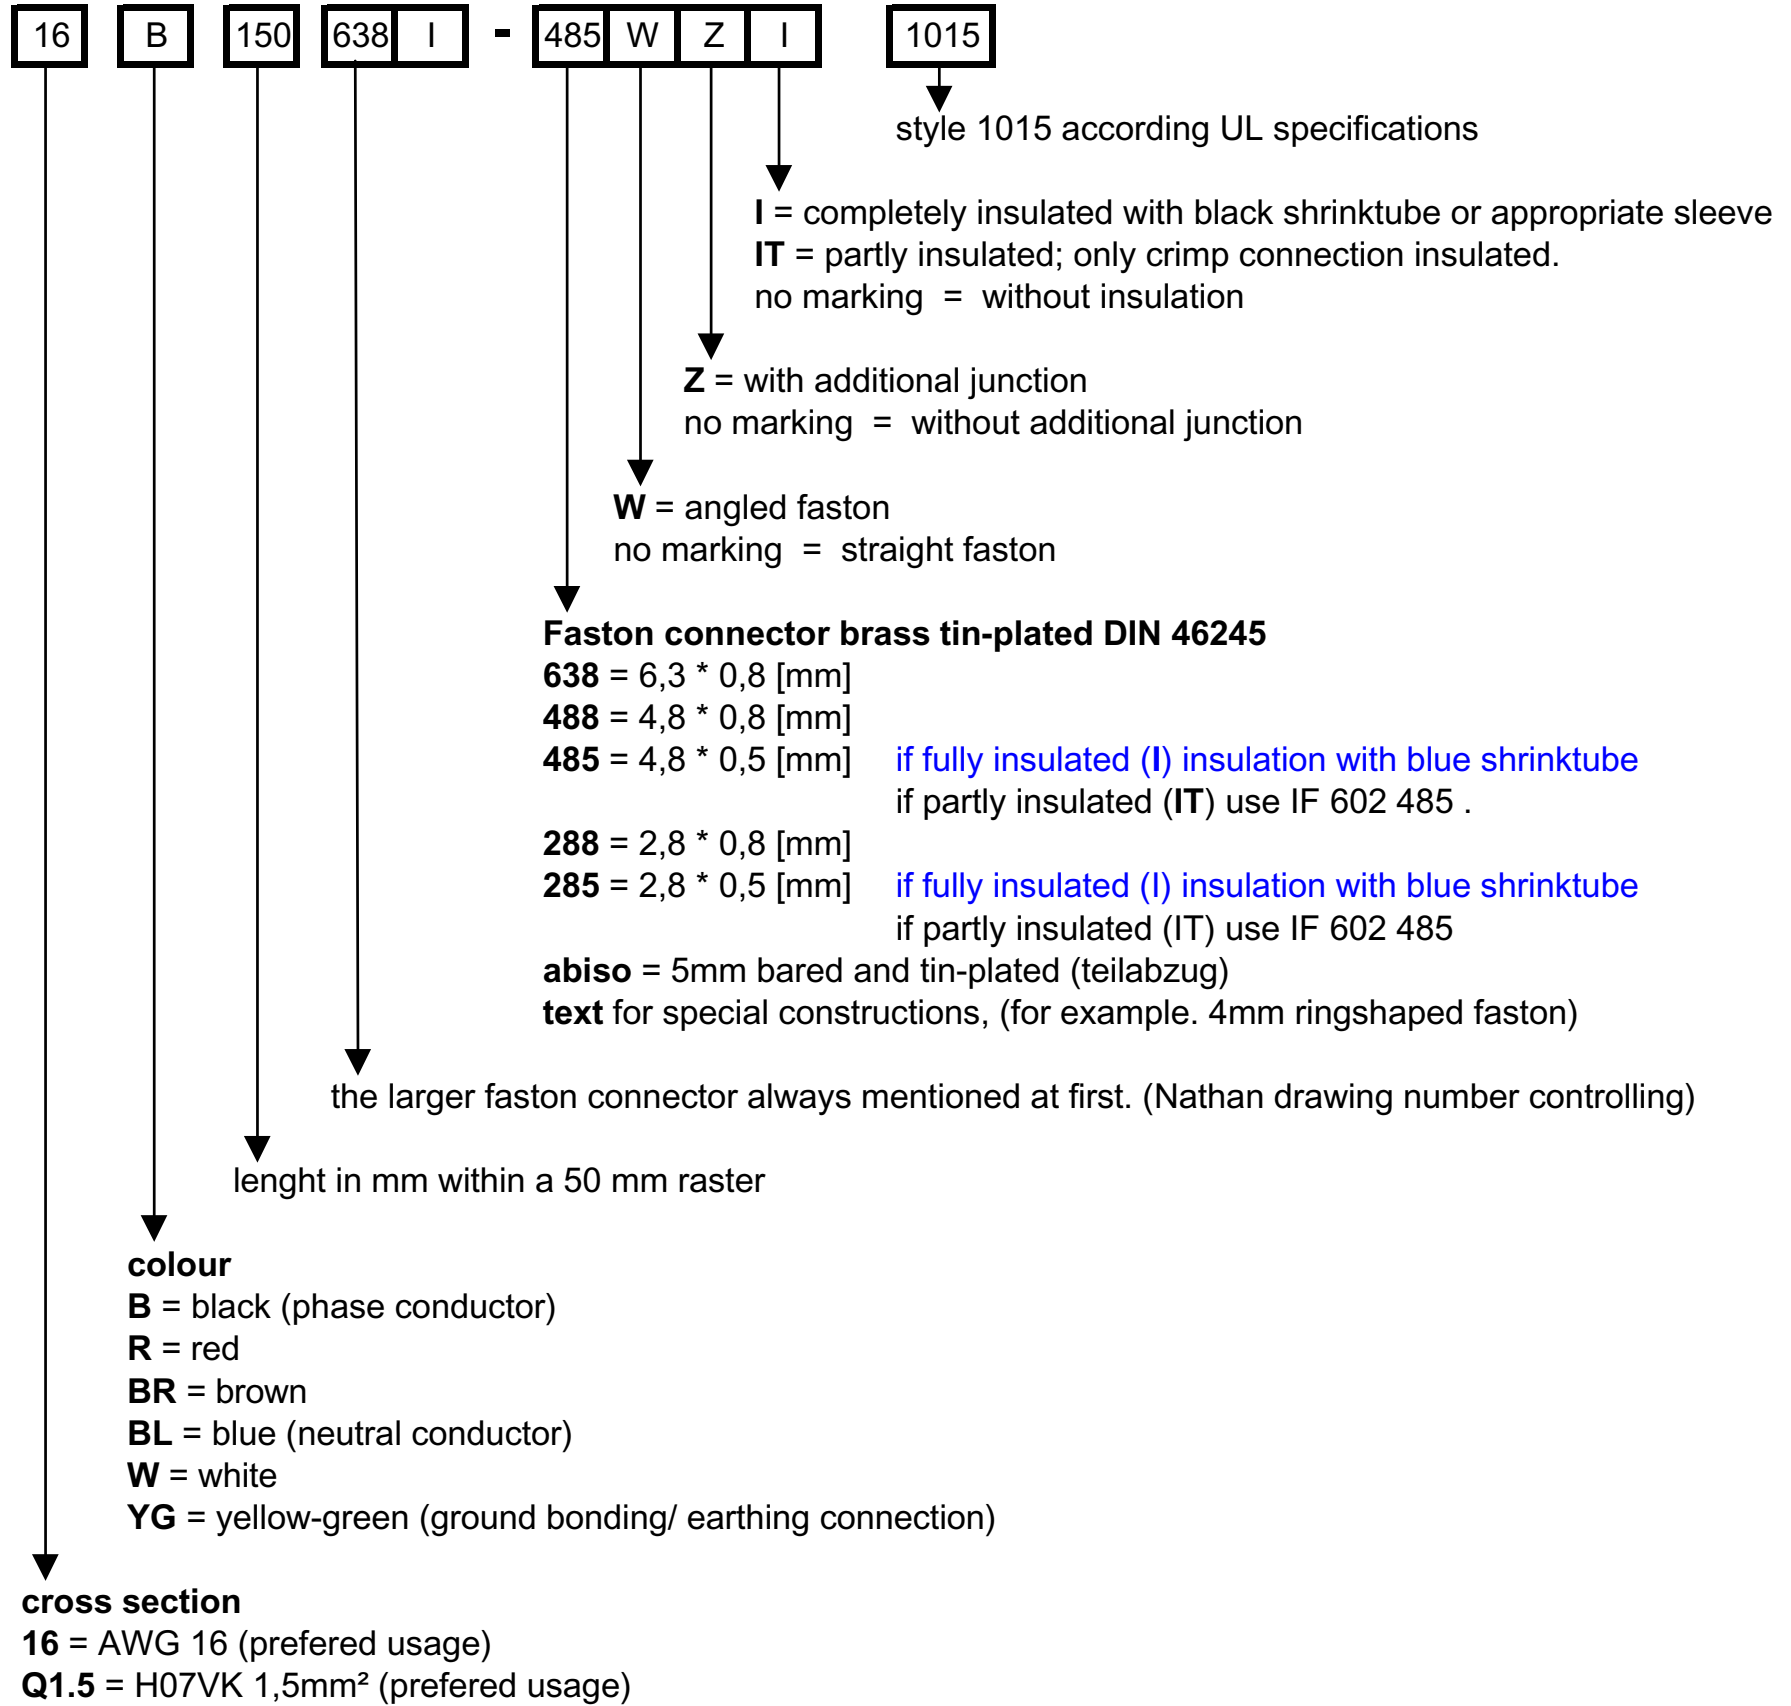 16 B 150 638 I - 485 W Z I 1015
style 1015 according UL specifications
I = completely insulated with black shrinktube or appropriate sleeve
IT = partly insulated; only crimp connection insulated.
no marking = without insulation
Z = with additional junction
no marking = without additional junction
W = angled faston
no marking = straight faston
Faston connector brass tin-plated DIN 46245
638 = 6,3 * 0,8 [mm]
488 = 4,8 * 0,8 [mm]
485 = 4,8 * 0,5 [mm] if fully insulated (I) insulation with blue shrinktube
if partly insulated (IT) use IF 602 485 .
288 = 2,8 * 0,8 [mm]
285 = 2,8 * 0,5 [mm] if fully insulated (I) insulation with blue shrinktube
if partly insulated (IT) use IF 602 485
abiso = 5mm bared and tin-plated (teilabzug)
text for special constructions, (for example. 4mm ringshaped faston)
the larger faston connector always mentioned at first. (Nathan drawing number controlling)
lenght in mm within a 50 mm raster
colour
B = black (phase conductor)
R = red
BR = brown
BL = blue (neutral conductor)
W = white
YG = yellow-green (ground bonding/ earthing connection)
cross section
16 = AWG 16 (prefered usage)
Q1.5 = H07VK 1,5mm² (prefered usage)